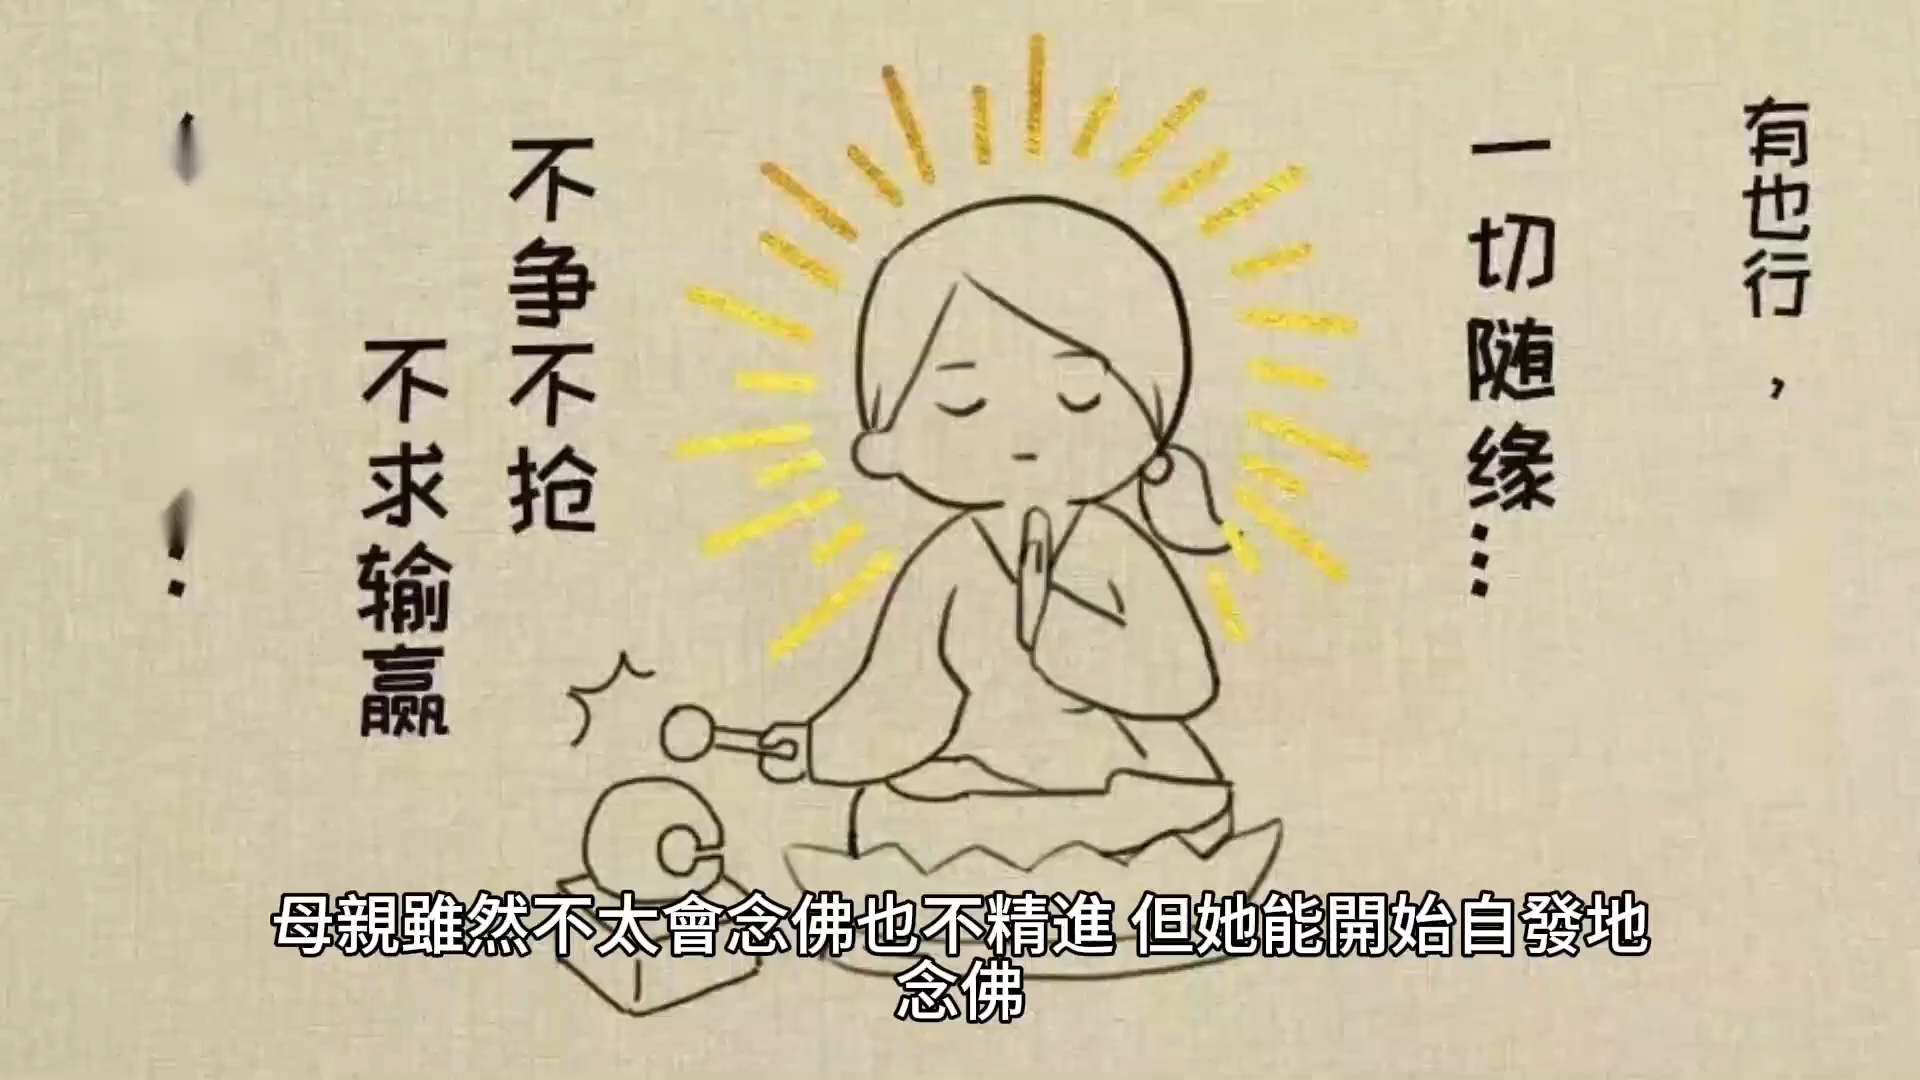 有也行，
一切随缘…
不争不抢
不求输赢
母親雖然不太會念佛也不精進 但她能開始自發地
念佛